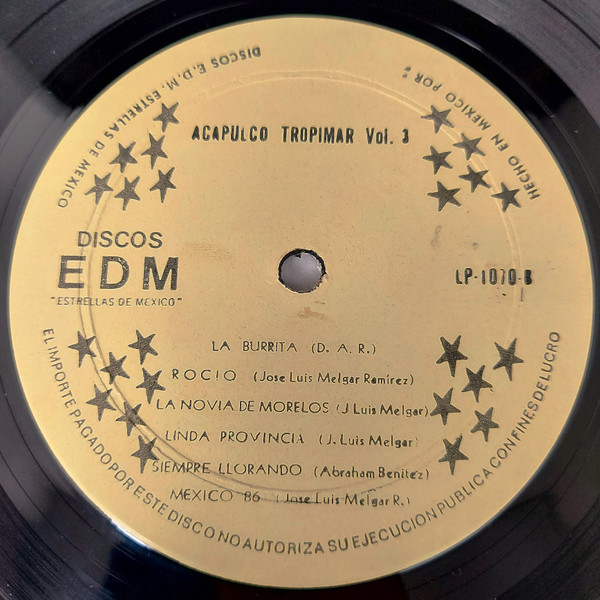 DISCOS E.D.M. ESTRELLAS DE MEXICO
HECHO EN MEXICO POR:
ACAPULCO TROPIMAR Vol. 3
DISCOS
EDM
"ESTRELLAS DE MEXICO"
LP-1070-B
LA BURRITA (D. A. R.)
ROCIO (Jose Luis Melgar Ramirez)
LA NOVIA DE MORELOS (J Luis Melgar)
LINDA PROVINCIA (J. Luis Melgar)
SIEMPRE LLORANDO (Abraham Benitez)
MEXICO 86 (Jose Luis Melgar R.)
EL IMPORTE PAGADO POR ESTE DISCO NO AUTORIZA SU EJECUCION PUBLICA CON FINES DE LUCRO